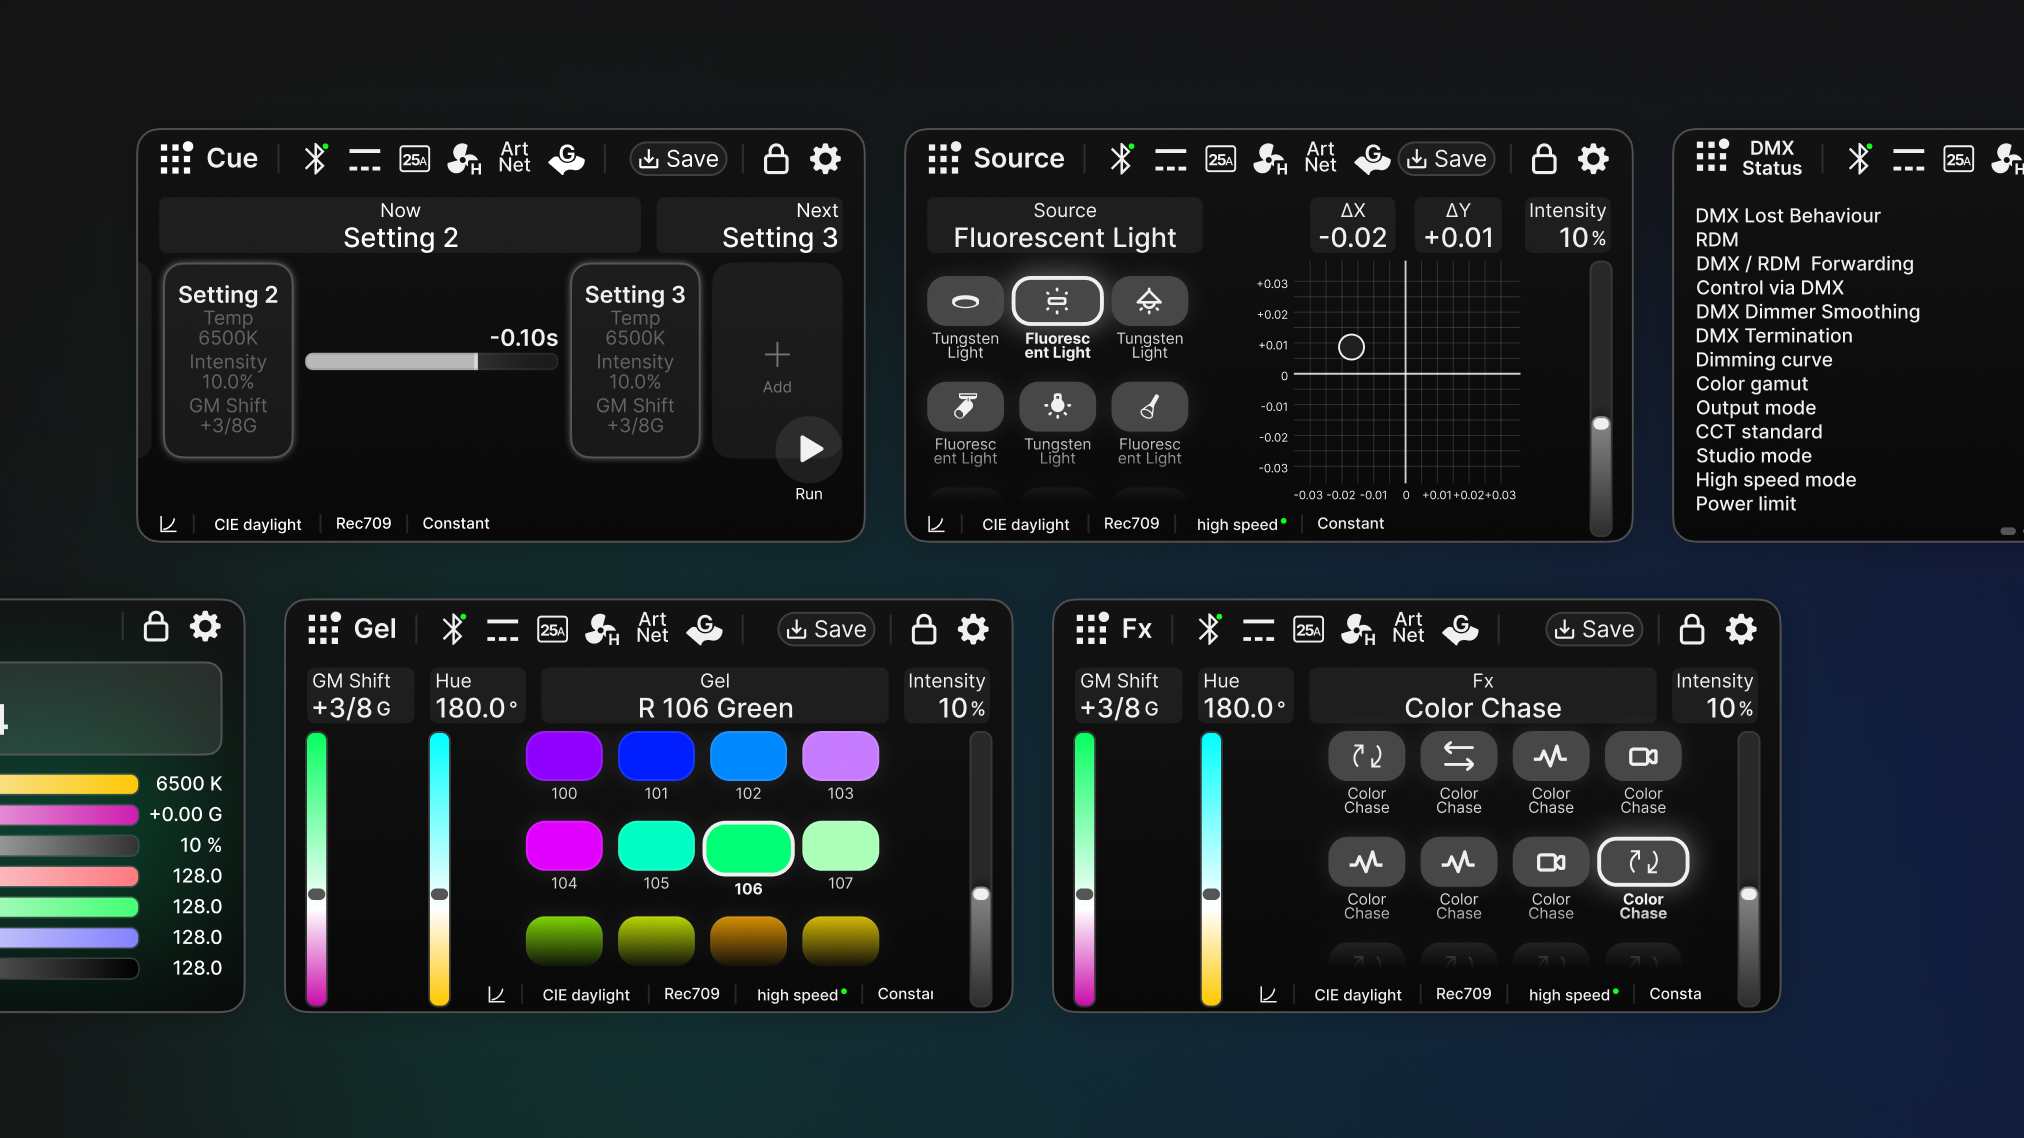 Cue
25A
H
Art
Net
G
Save
Now
Setting 2
Next
Setting 3
Setting 2
Temp
6500K
Intensity
10.0%
GM Shift
+3/8G
-0.10s
Setting 3
Temp
6500K
Intensity
10.0%
GM Shift
+3/8G
Add
Run
CIE daylight
Rec709
Constant
Source
25A
H
Art
Net
G
Save
Source
Fluorescent Light
ΔX
-0.02
ΔY
+0.01
Intensity
10%
Tungsten
Light
Fluoresc
ent Light
Tungsten
Light
Fluoresc
ent Light
Tungsten
Light
Fluoresc
ent Light
+0.03
+0.02
+0.01
0
-0.01
-0.02
-0.03
-0.03 -0.02 -0.01 0 +0.01 +0.02 +0.03
CIE daylight
Rec709
high speed
Constant
DMX
Status
25A
H
DMX Lost Behaviour
RDM
DMX / RDM Forwarding
Control via DMX
DMX Dimmer Smoothing
DMX Termination
Dimming curve
Color gamut
Output mode
CCT standard
Studio mode
High speed mode
Power limit
4
6500 K
+0.00 G
10 %
128.0
128.0
128.0
128.0
Gel
25A
H
Art
Net
G
Save
GM Shift
+3/8 G
Hue
180.0°
Gel
R 106 Green
Intensity
10%
100
101
102
103
104
105
106
107
CIE daylight
Rec709
high speed
Constar
Fx
25A
H
Art
Net
G
Save
GM Shift
+3/8 G
Hue
180.0°
Fx
Color Chase
Intensity
10%
Color
Chase
Color
Chase
Color
Chase
Color
Chase
Color
Chase
Color
Chase
Color
Chase
Color
Chase
CIE daylight
Rec709
high speed
Consta